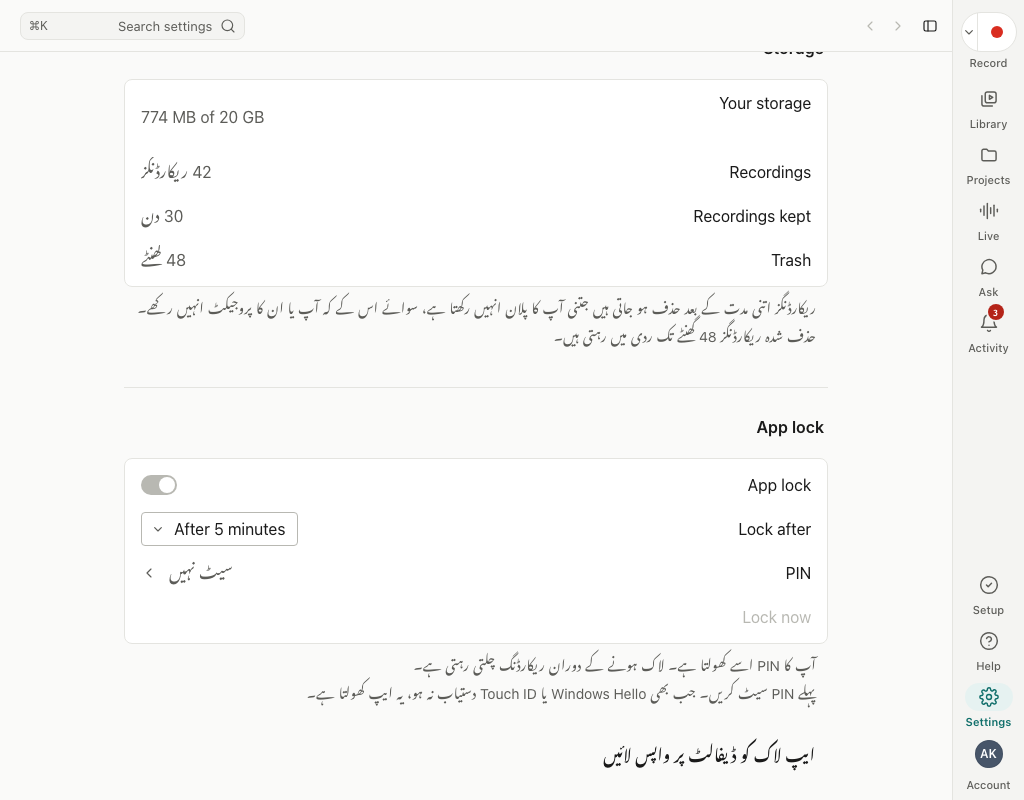 ⌘K
Search settings
Storage
Your storage
774 MB of 20 GB
Recordings
42 ریکارڈنگز
Recordings kept
30 دن
Trash
48 گھنٹے
ریکارڈنگز اتنی مدت کے بعد حذف ہو جاتی ہیں جتنی آپ کا پلان انہیں رکھتا ہے، سوائے اس کے کہ آپ یا ان کا پروجیکٹ انہیں رکھے۔
حذف شدہ ریکارڈنگز 48 گھنٹے تک ردی میں رہتی ہیں۔
App lock
App lock
Lock after
After 5 minutes
PIN
سیٹ نہیں
Lock now
آپ کا PIN اسے کھولتا ہے۔ لاک ہونے کے دوران ریکارڈنگ چلتی رہتی ہے۔
پہلے PIN سیٹ کریں۔ جب بھی Windows Hello یا Touch ID دستیاب نہ ہو، یہ ایپ کھولتا ہے۔
ایپ لاک کو ڈیفالٹ پر واپس لائیں
Record
Library
Projects
Live
Ask
3
Activity
Setup
Help
Settings
AK
Account